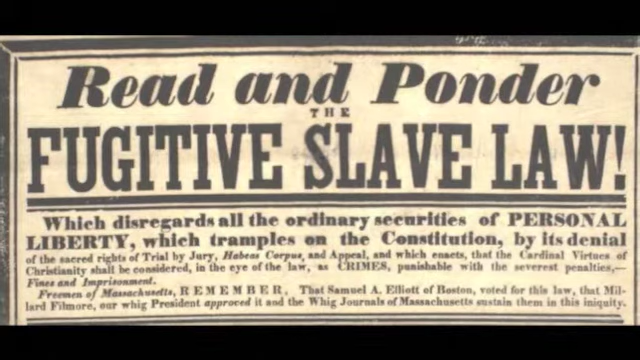 Read and Ponder
THE
FUGITIVE SLAVE LAW!
Which disregards all the ordinary securities of PERSONAL
LIBERTY, which tramples on the Constitution, by its denial
of the sacred rights of Trial by Jury, Habeas Corpus, and Appeal, and which enacts, that the Cardinal Virtues of
Christianity shall be considered, in the eye of the law, as CRIMES, punishable with the severest penalties,—
Fines and Imprisonment.
Freemen of Massachusetts, REMEMBER, That Samuel A. Elliott of Boston, voted for this law, that Mil-
lard Filmore, our whig President approved it and the Whig Journals of Massachusetts sustain them in this iniquity.